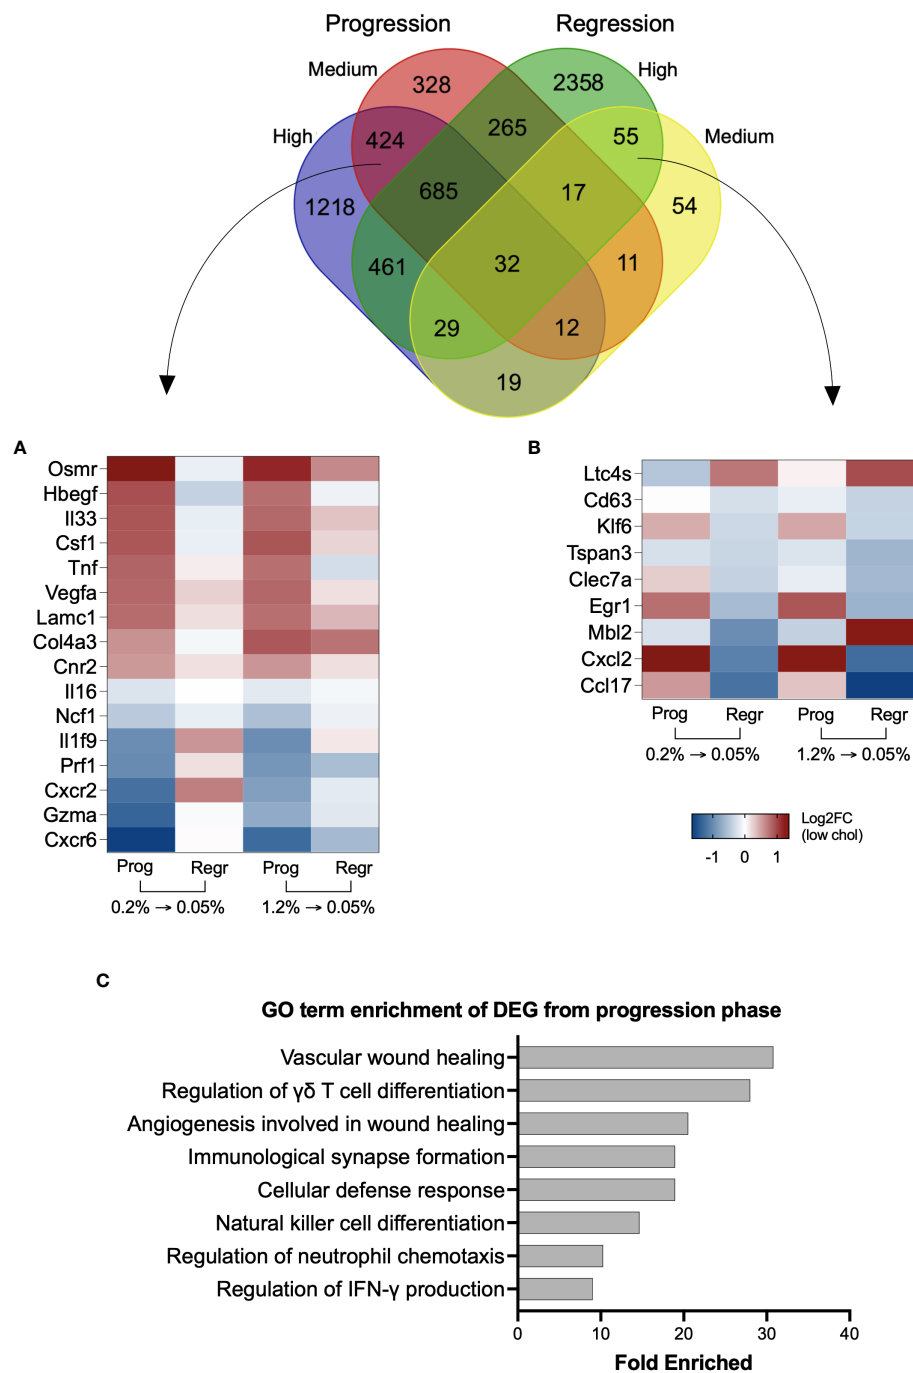 Progression Regression
Medium High
High Medium
328 2358
424 265 55
685 17
1218 54
461 32 11
29 12
19
A
Osmr
Hbegf
Il33
Csf1
Tnf
Vegfa
Lamc1
Col4a3
Cnr2
Il16
Ncf1
Il1f9
Prf1
Cxcr2
Gzma
Cxcr6
Prog Regr Prog Regr
0.2% → 0.05% 1.2% → 0.05%
B
Ltc4s
Cd63
Klf6
Tspan3
Clec7a
Egr1
Mbl2
Cxcl2
Ccl17
Prog Regr Prog Regr
0.2% → 0.05% 1.2% → 0.05%
Log2FC
(low chol)
-1 0 1
C
GO term enrichment of DEG from progression phase
Vascular wound healing
Regulation of γδ T cell differentiation
Angiogenesis involved in wound healing
Immunological synapse formation
Cellular defense response
Natural killer cell differentiation
Regulation of neutrophil chemotaxis
Regulation of IFN-γ production
0 10 20 30 40
Fold Enriched